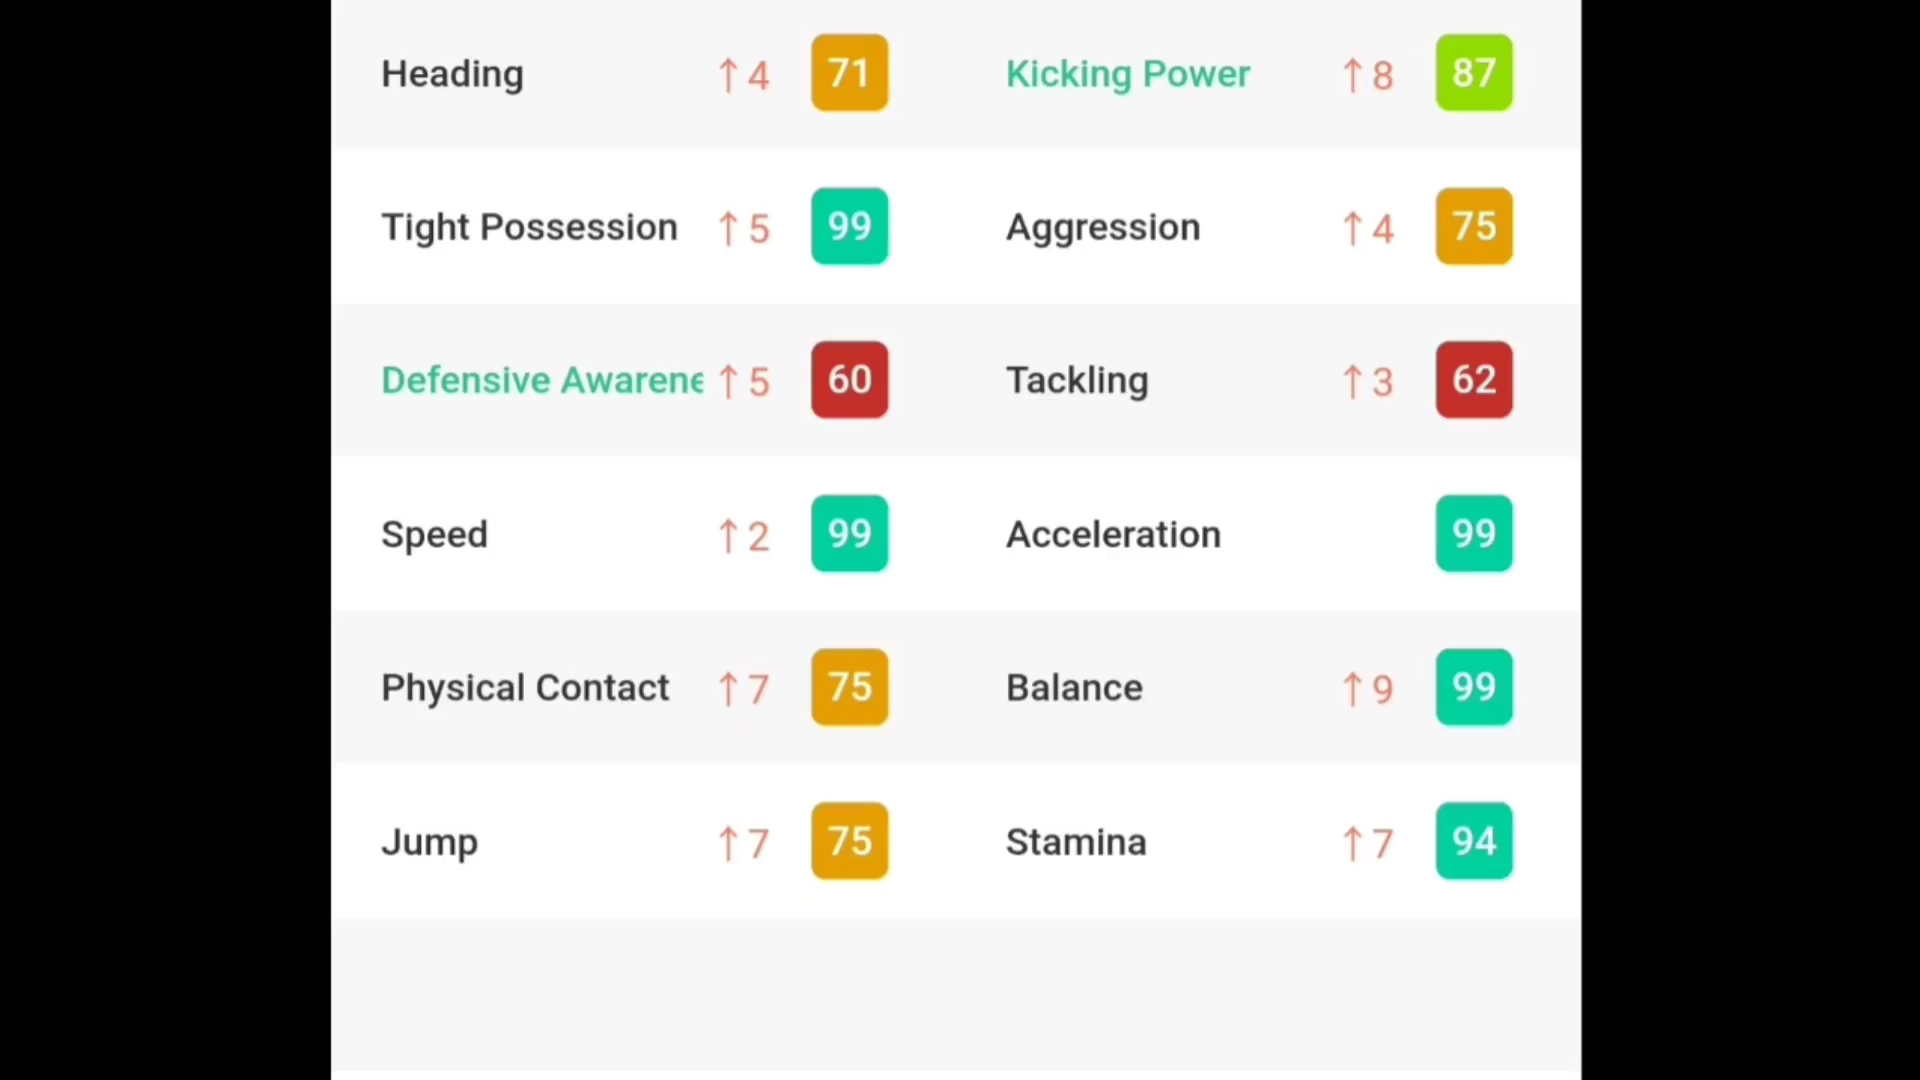 Heading ↑ 4 71 Kicking Power ↑ 8 87
Tight Possession ↑ 5 99 Aggression ↑ 4 75
Defensive Awarene ↑ 5 60 Tackling ↑ 3 62
Speed ↑ 2 99 Acceleration 99
Physical Contact ↑ 7 75 Balance ↑ 9 99
Jump ↑ 7 75 Stamina ↑ 7 94